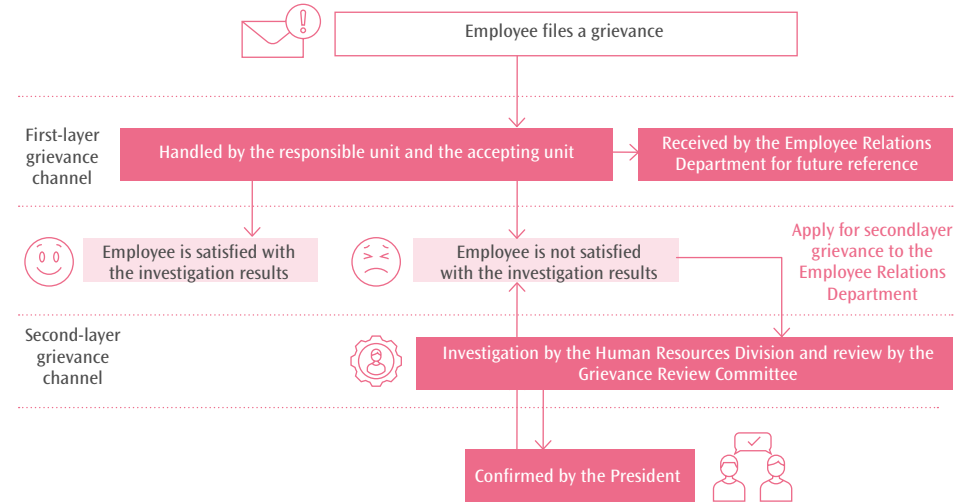 Employee files a grievance
First-layer
grievance
channel
Handled by the responsible unit and the accepting unit
Received by the Employee Relations
Department for future reference
Employee is satisfied with
the investigation results
Employee is not satisfied
with the investigation results
Apply for secondlayer
grievance to the
Employee Relations
Department
Second-layer
grievance
channel
Investigation by the Human Resources Division and review by the
Grievance Review Committee
Confirmed by the President